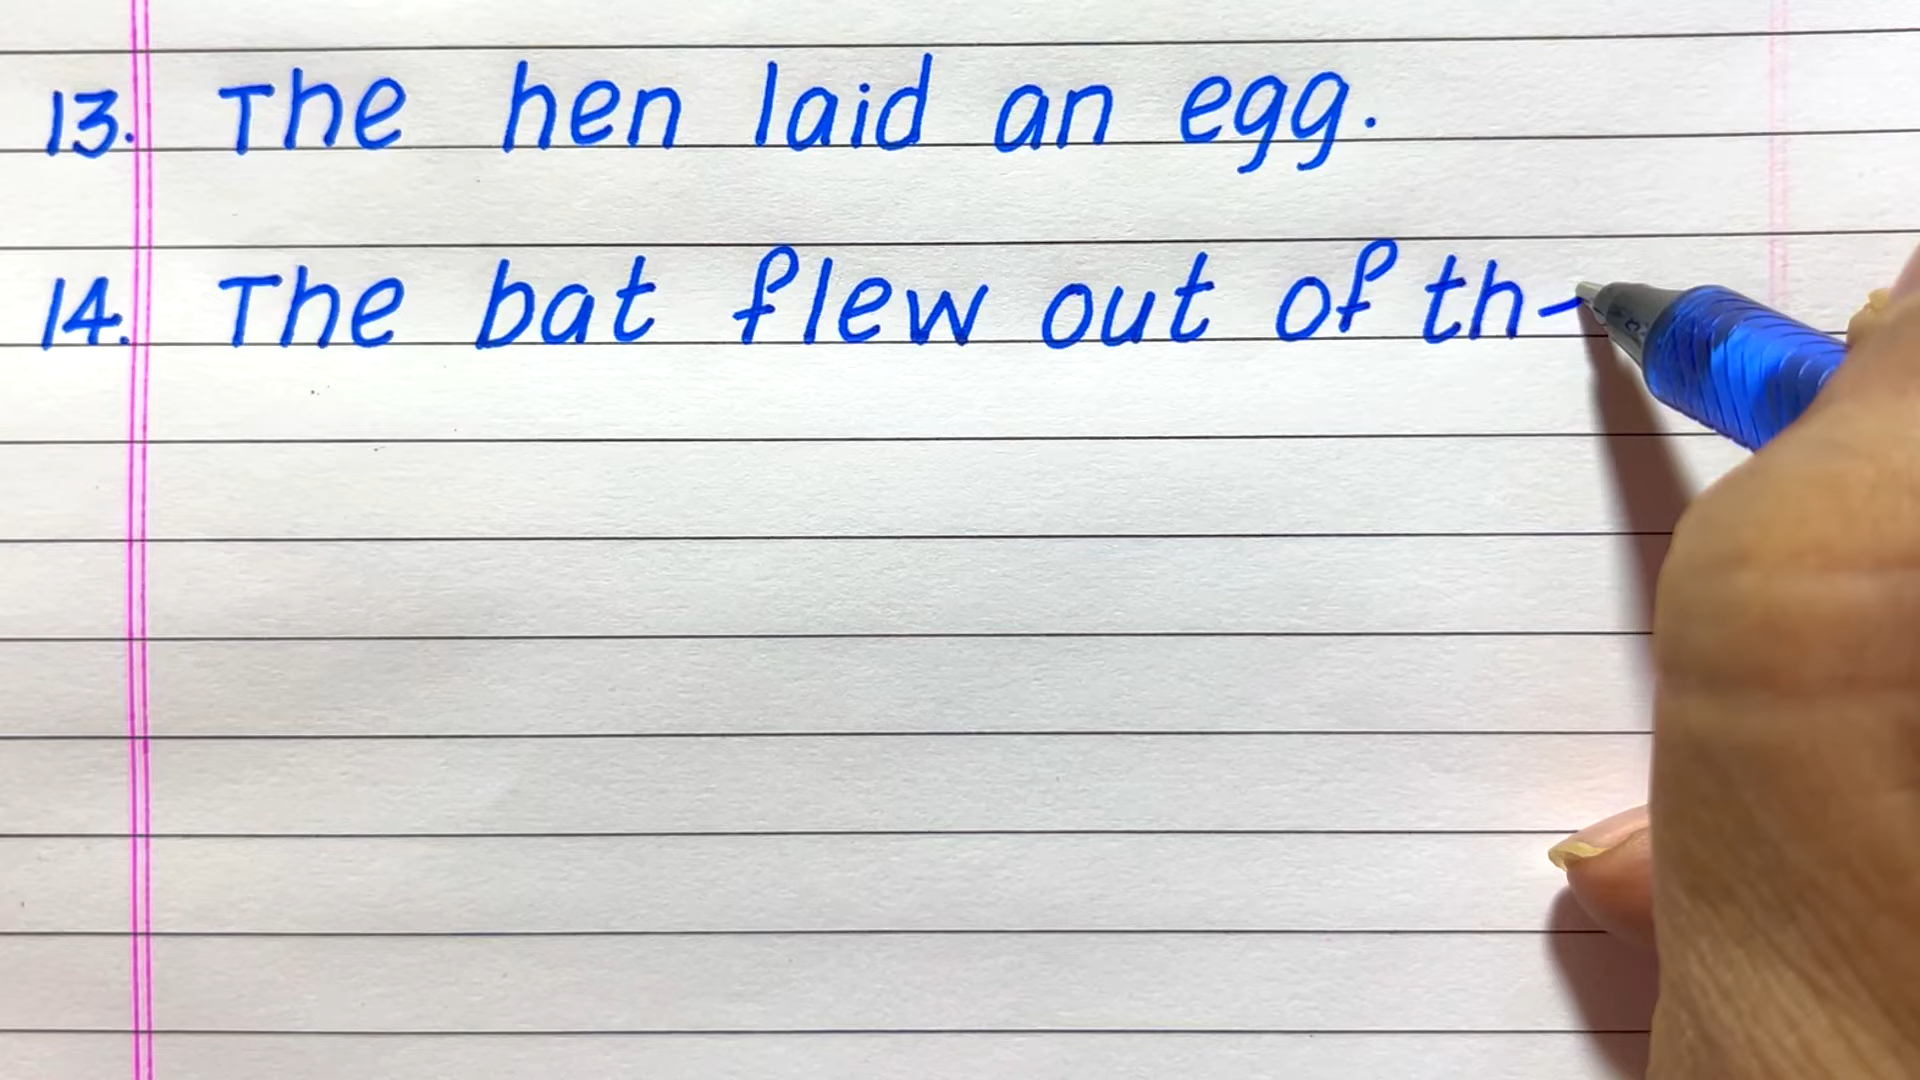 13. The hen laid an egg.
14. The bat flew out of th-